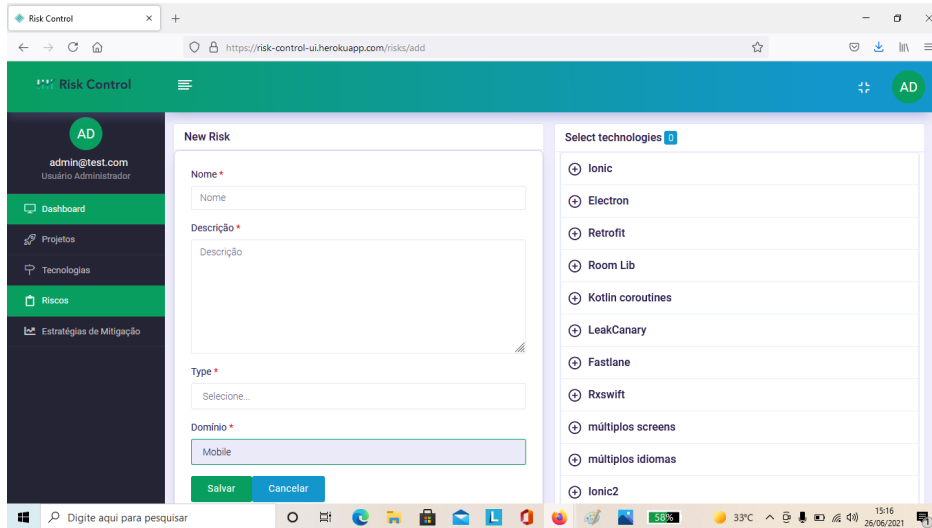 Risk Control
https://risk-control-ui.herokuapp.com/risks/add
Risk Control
AD
AD
admin@test.com
Usuário Administrador
Dashboard
Projetos
Tecnologias
Riscos
Estratégias de Mitigação
New Risk
Nome *
Nome
Descrição *
Descrição
Type *
Selecione...
Domínio *
Mobile
Salvar
Cancelar
Select technologies 0
Ionic
Electron
Retrofit
Room Lib
Kotlin coroutines
LeakCanary
Fastlane
Rxswift
múltiplos screens
múltiplos idiomas
Ionic2
Digite aqui para pesquisar
L
58%
33°C
15:16
26/06/2021